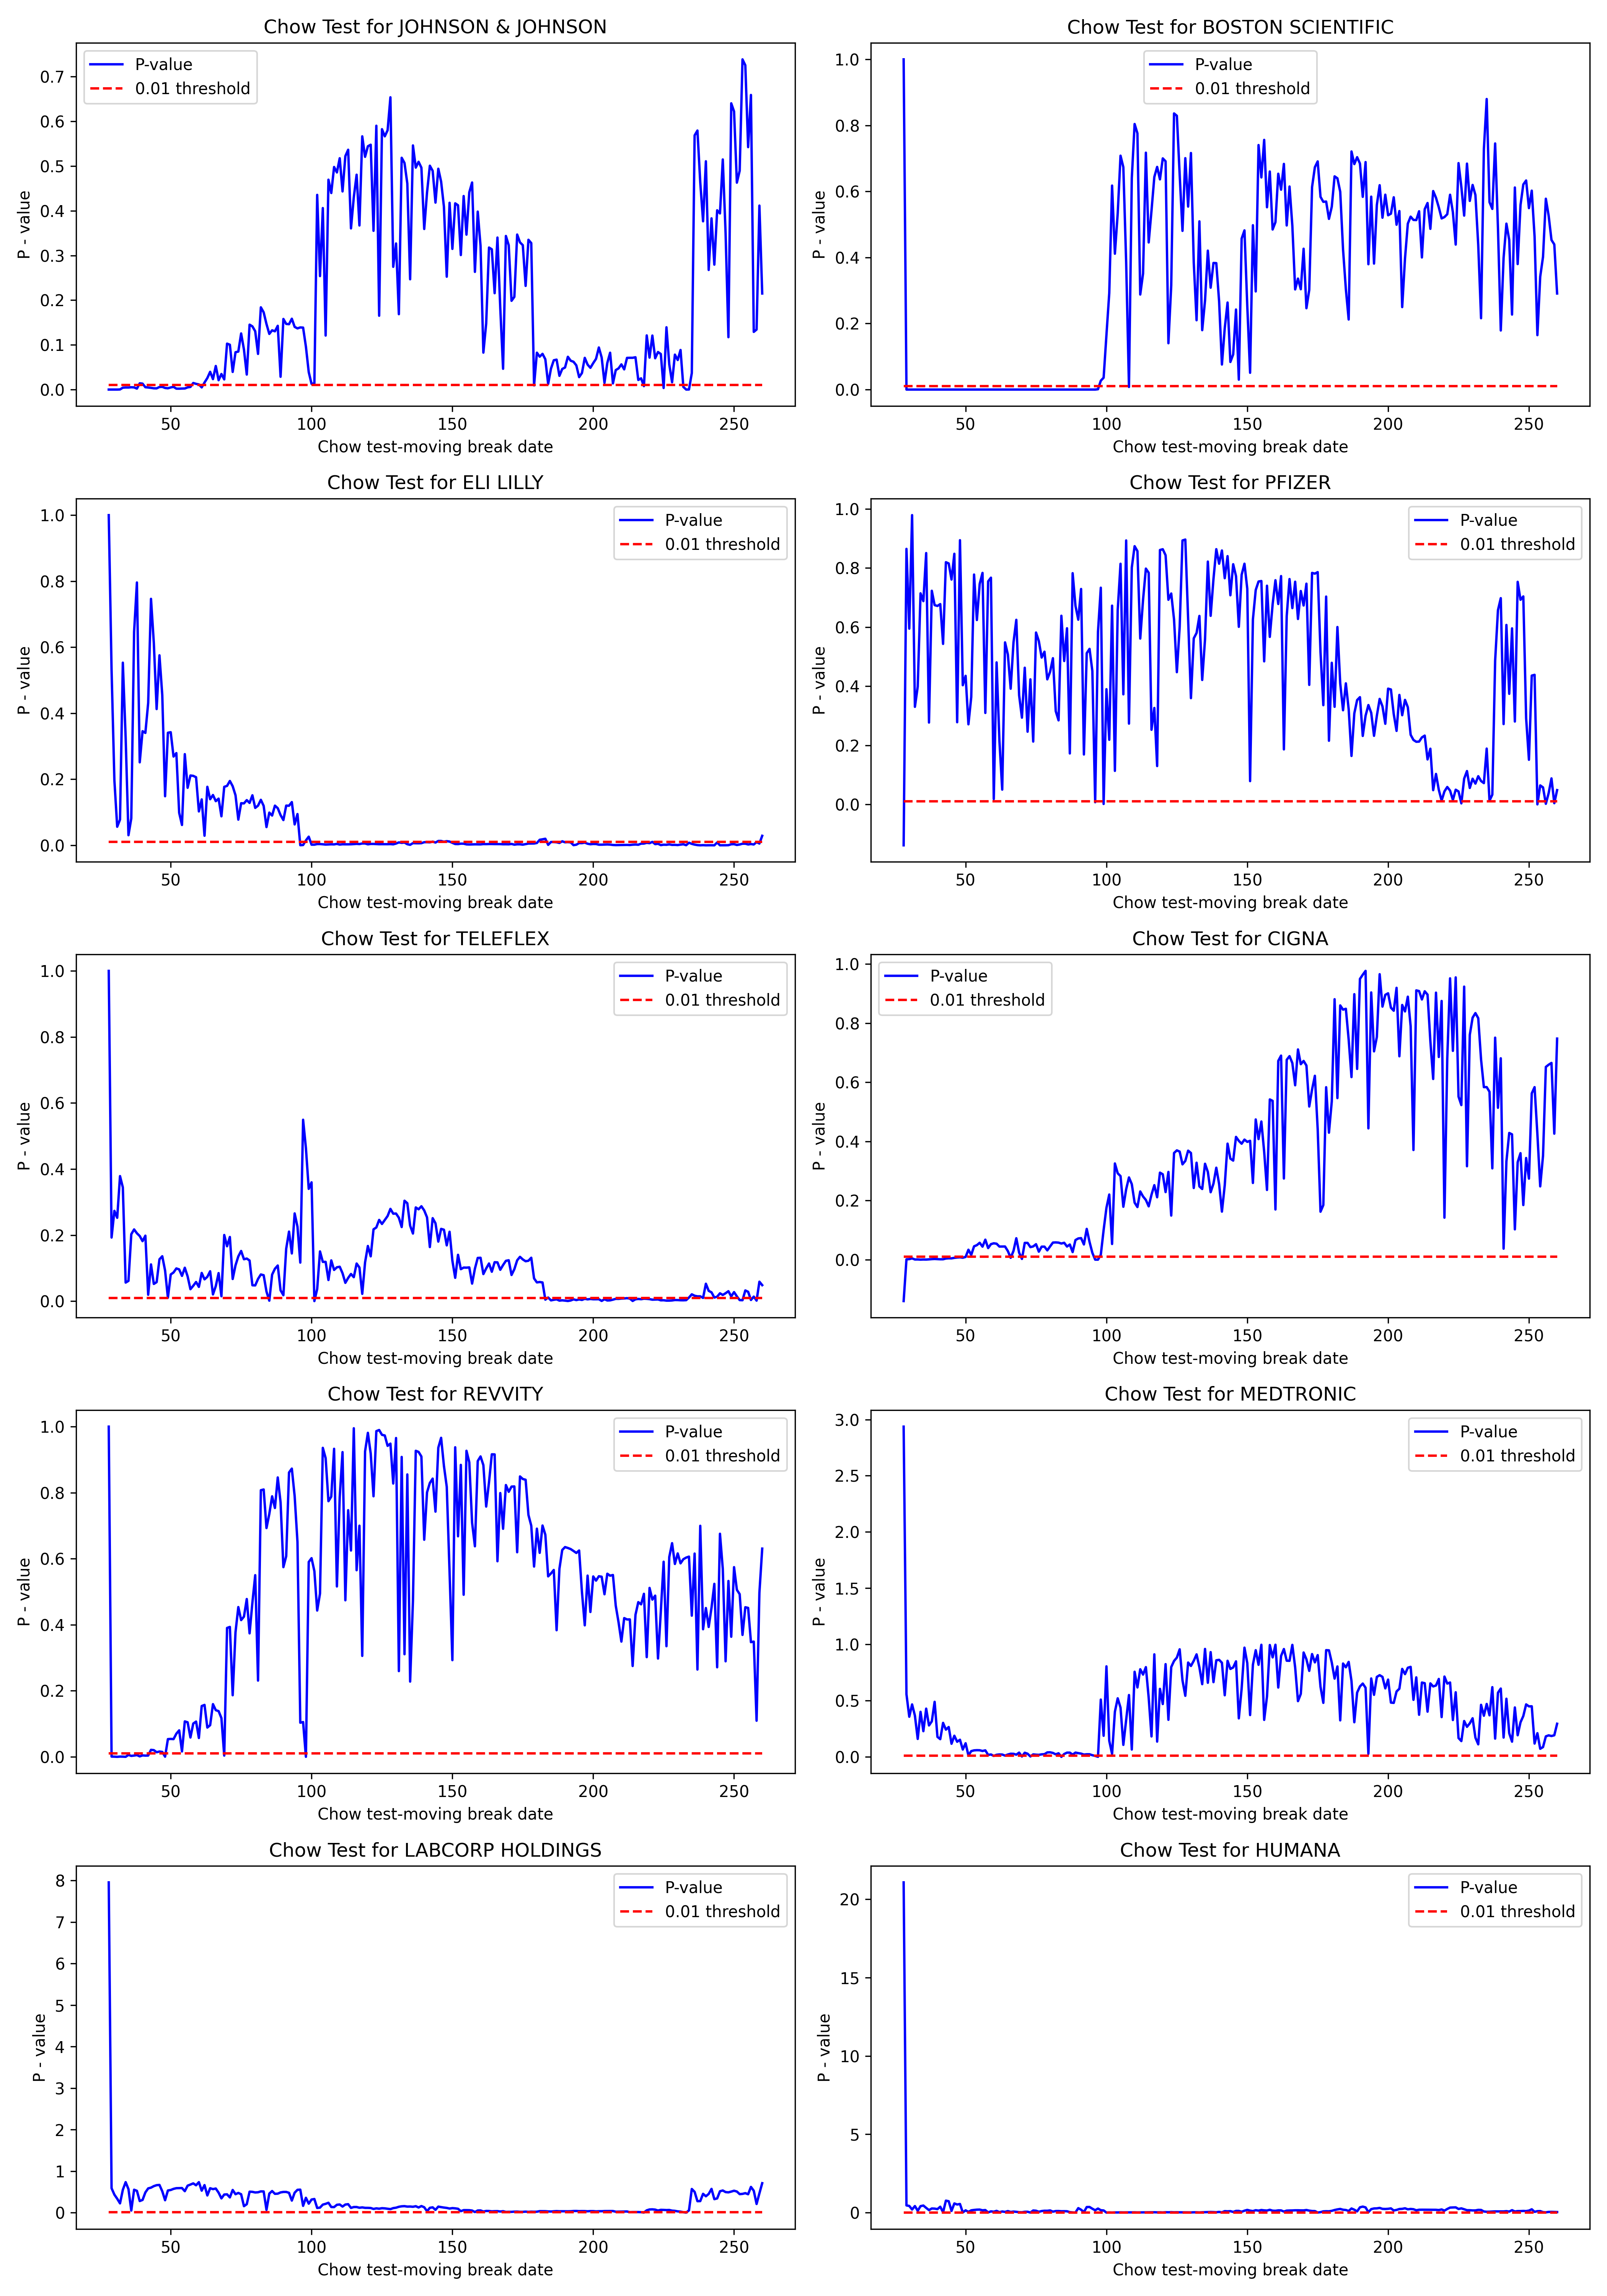 Chow Test for JOHNSON & JOHNSON
P-value
0.01 threshold
P - value
0.7
0.6
0.5
0.4
0.3
0.2
0.1
0.0
50 100 150 200 250
Chow test-moving break date
Chow Test for BOSTON SCIENTIFIC
P-value
0.01 threshold
P - value
1.0
0.8
0.6
0.4
0.2
0.0
50 100 150 200 250
Chow test-moving break date
Chow Test for ELI LILLY
P-value
0.01 threshold
P - value
1.0
0.8
0.6
0.4
0.2
0.0
50 100 150 200 250
Chow test-moving break date
Chow Test for PFIZER
P-value
0.01 threshold
P - value
1.0
0.8
0.6
0.4
0.2
0.0
50 100 150 200 250
Chow test-moving break date
Chow Test for TELEFLEX
P-value
0.01 threshold
P - value
1.0
0.8
0.6
0.4
0.2
0.0
50 100 150 200 250
Chow test-moving break date
Chow Test for CIGNA
P-value
0.01 threshold
P - value
1.0
0.8
0.6
0.4
0.2
0.0
50 100 150 200 250
Chow test-moving break date
Chow Test for REVVITY
P-value
0.01 threshold
P - value
1.0
0.8
0.6
0.4
0.2
0.0
50 100 150 200 250
Chow test-moving break date
Chow Test for MEDTRONIC
P-value
0.01 threshold
P - value
3.0
2.5
2.0
1.5
1.0
0.5
0.0
50 100 150 200 250
Chow test-moving break date
Chow Test for LABCORP HOLDINGS
P-value
0.01 threshold
P - value
8
7
6
5
4
3
2
1
0
50 100 150 200 250
Chow test-moving break date
Chow Test for HUMANA
P-value
0.01 threshold
P - value
20
15
10
5
0
50 100 150 200 250
Chow test-moving break date